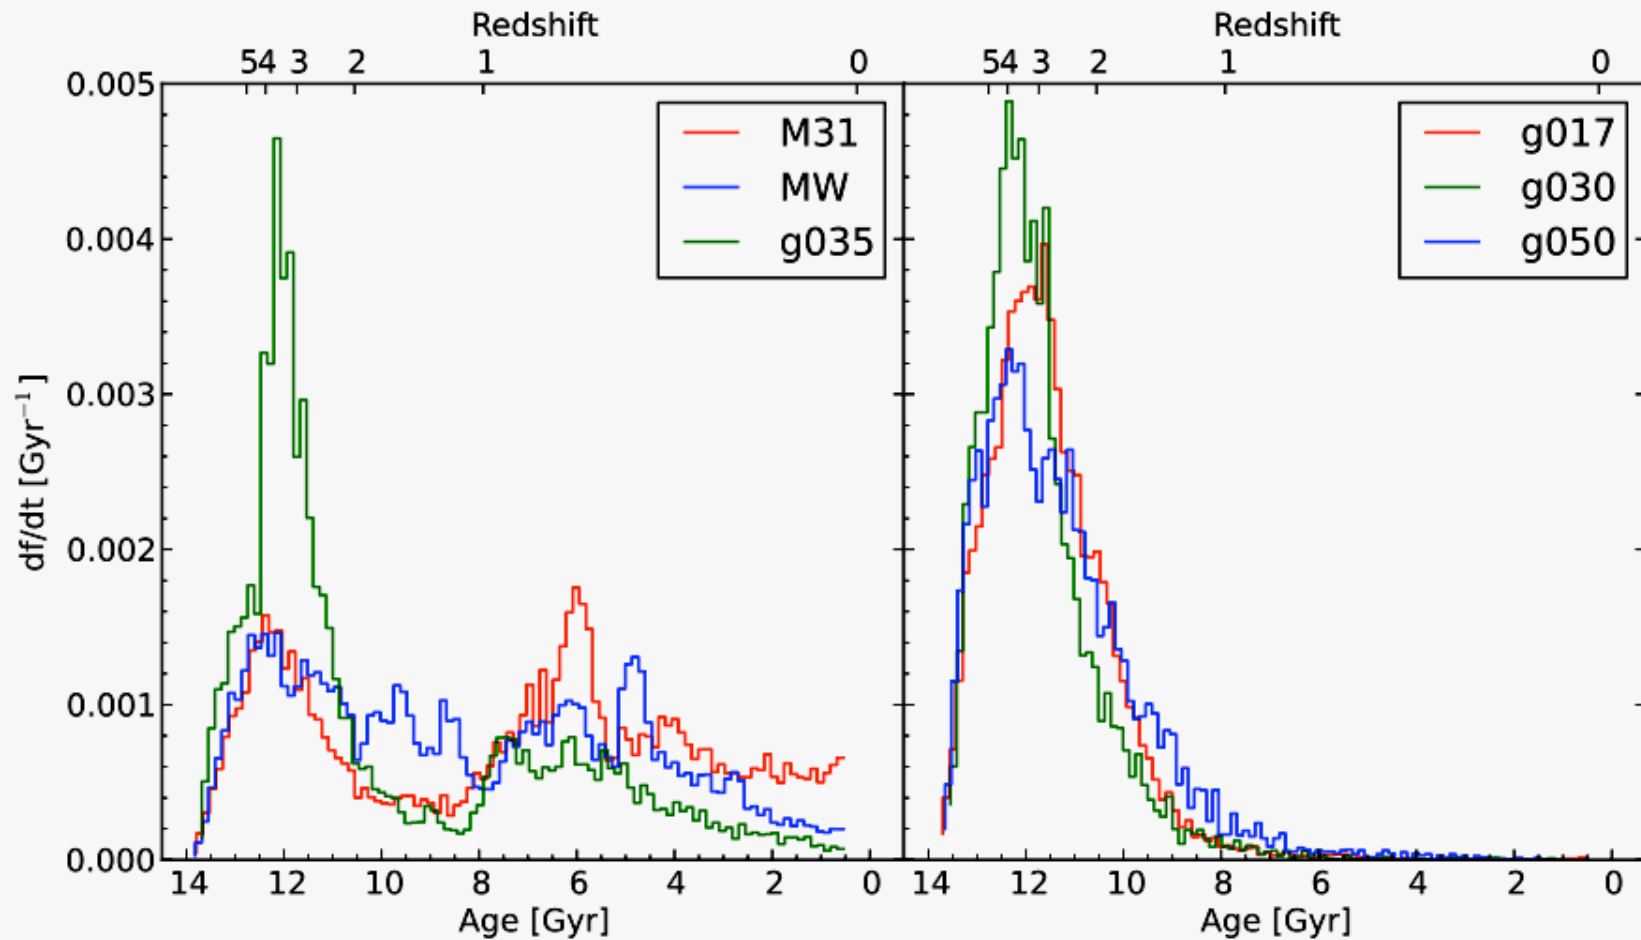 Redshift
54 3 2 1 0
M31
MW
g035
0.005
0.004
0.003
0.002
0.001
0.000
df/dt [Gyr⁻¹]
14 12 10 8 6 4 2 0
Age [Gyr]
Redshift
54 3 2 1 0
g017
g030
g050
14 12 10 8 6 4 2 0
Age [Gyr]